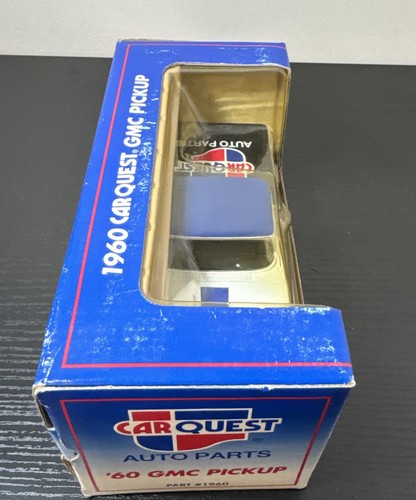 1960 CARQUEST® GMC PICKUP
AUTO PARTS
CARQUEST
CARQUEST®
AUTO PARTS
'60 GMC PICKUP
PART #1960